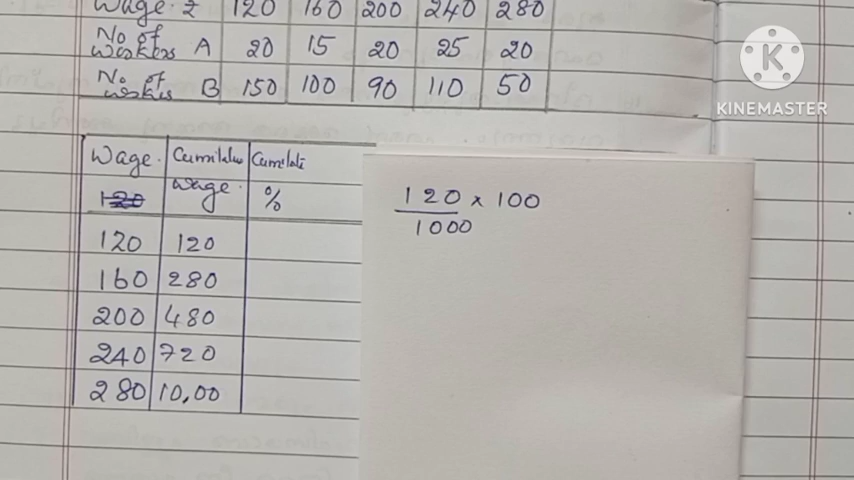 Wage ₹ 120 160 200 240 280
No of workers A 20 15 20 25 20
No. of workers B 150 100 90 110 50
K
KINEMASTER
Wage. Cumilative Cumilati
120 wage. %
120 120
160 280
200 480
240 720
280 10,00
120 x 100
1000